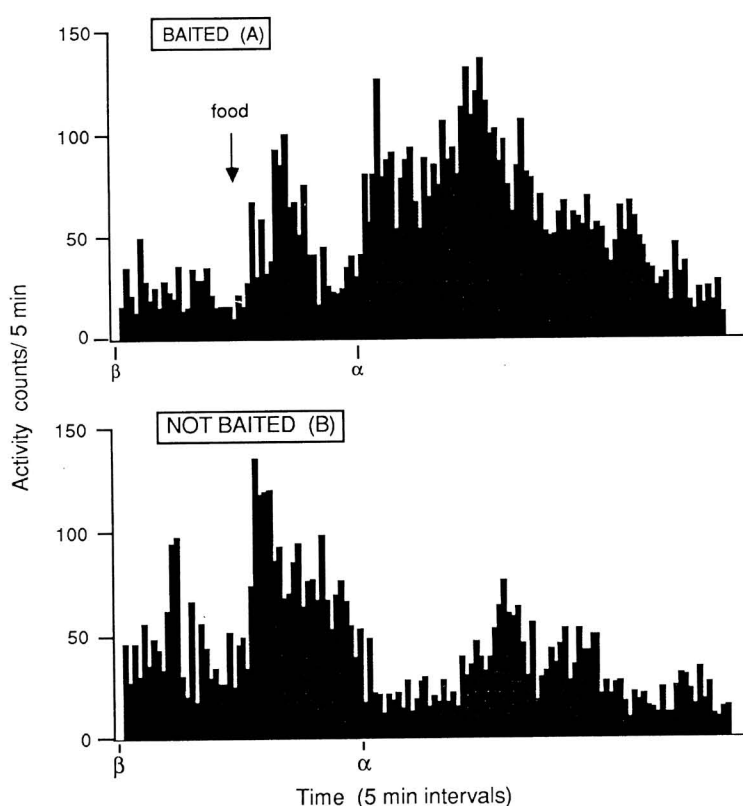 150
BAITED (A)
food
100
50
0
β
α
Activity counts/ 5 min
150
NOT BAITED (B)
100
50
0
β
α
Time (5 min intervals)